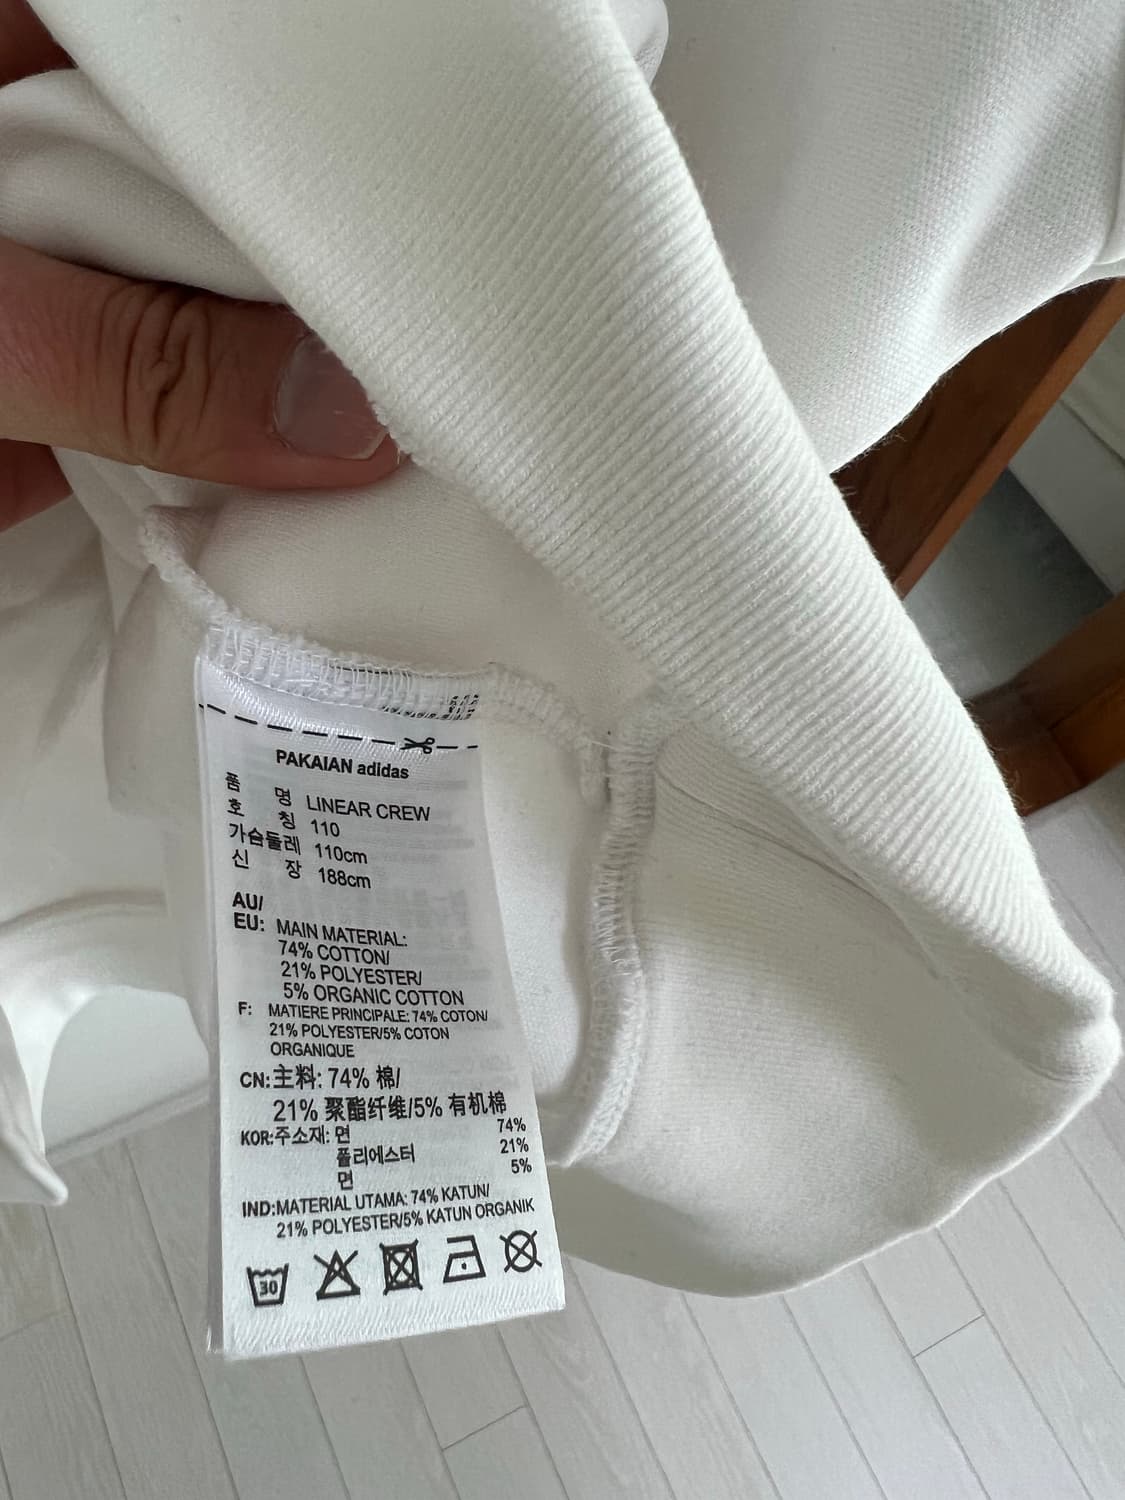 PAKAIAN adidas
품 명 LINEAR CREW
호 칭 110
가슴둘레 110cm
신 장 188cm
AU/
EU: MAIN MATERIAL:
74% COTTON/
21% POLYESTER/
5% ORGANIC COTTON
F: MATIERE PRINCIPALE: 74% COTON/
21% POLYESTER/5% COTON
ORGANIQUE
CN:主料: 74% 棉/
21% 聚酯纤维/5% 有机棉
KOR:주소재: 면 74%
폴리에스터 21%
면 5%
IND:MATERIAL UTAMA: 74% KATUN/
21% POLYESTER/5% KATUN ORGANIK
30